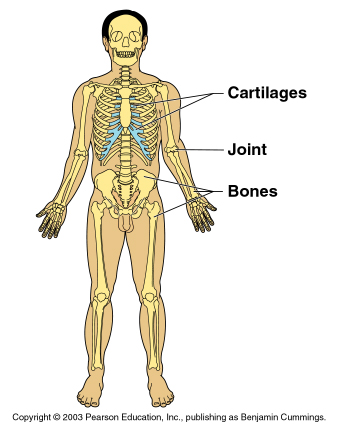 Cartilages
Joint
Bones
Copyright © 2003 Pearson Education, Inc., publishing as Benjamin Cummings.